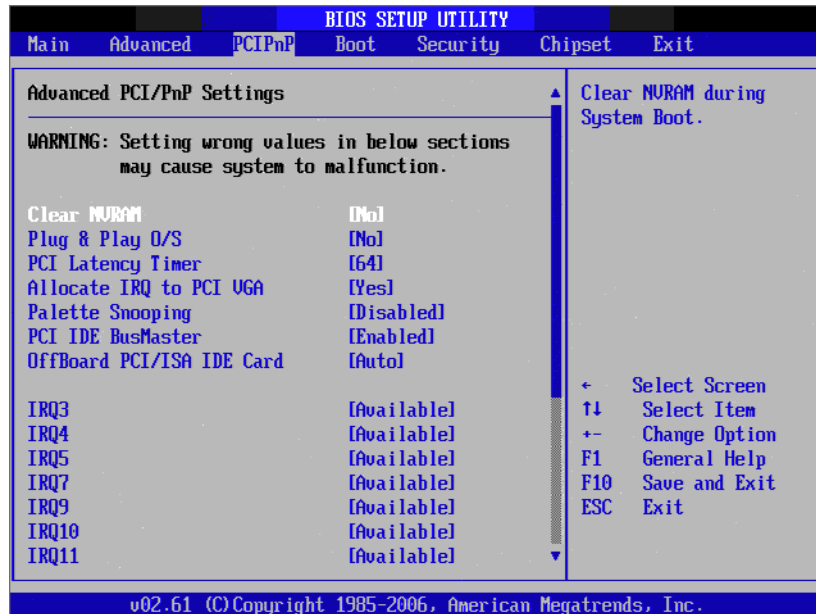 BIOS SETUP UTILITY
Main Advanced PCIPnP Boot Security Chipset Exit
Advanced PCI/PnP Settings
WARNING: Setting wrong values in below sections
may cause system to malfunction.
Clear NVRAM [No]
Plug & Play O/S [No]
PCI Latency Timer [64]
Allocate IRQ to PCI VGA [Yes]
Palette Snooping [Disabled]
PCI IDE BusMaster [Enabled]
OffBoard PCI/ISA IDE Card [Auto]
IRQ3 [Available]
IRQ4 [Available]
IRQ5 [Available]
IRQ7 [Available]
IRQ9 [Available]
IRQ10 [Available]
IRQ11 [Available]
Clear NVRAM during
System Boot.
← Select Screen
↑↓ Select Item
+- Change Option
F1 General Help
F10 Save and Exit
ESC Exit
v02.61 (C)Copyright 1985-2006, American Megatrends, Inc.